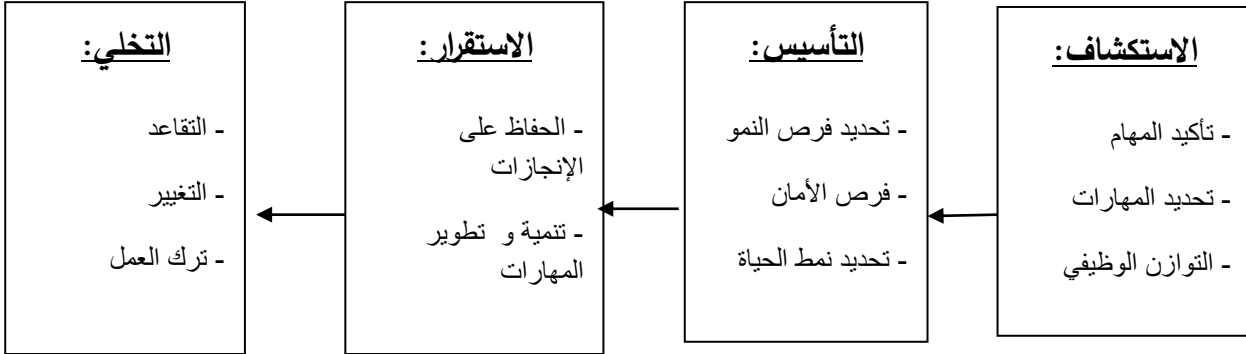 الاستكشاف:
- تأكيد المهام
- تحديد المهارات
- التوازن الوظيفي
التأسيس:
- تحديد فرص النمو
- فرص الأمان
- تحديد نمط الحياة
الاستقرار:
- الحفاظ على
الإنجازات
- تنمية و تطوير
المهارات
التخلي:
- التقاعد
- التغيير
- ترك العمل